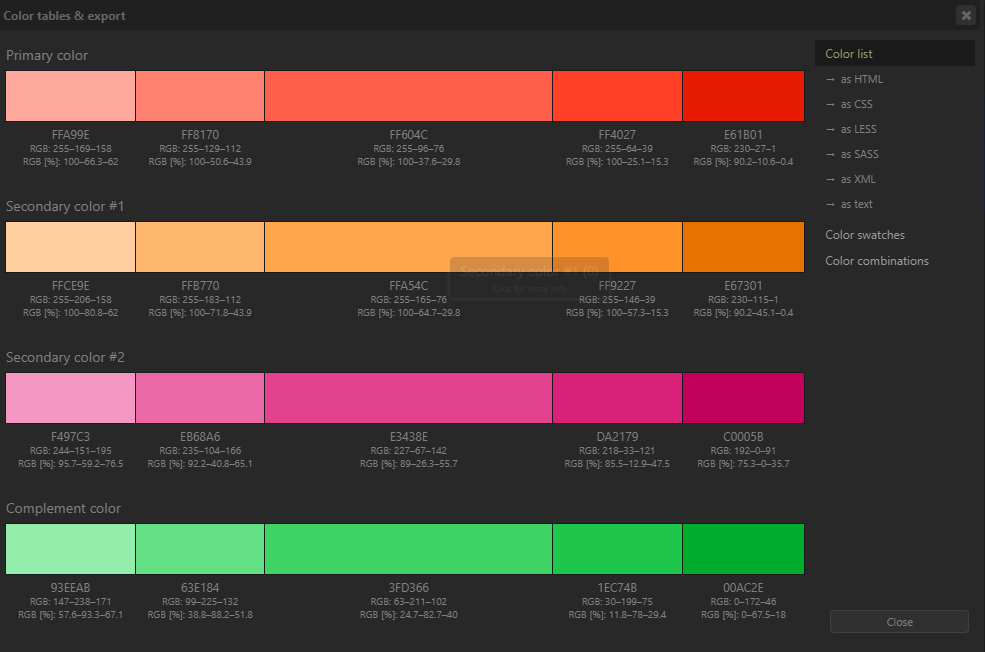 Color tables & export
Primary color
FFA99E FF8170 FF604C FF4027 E61B01
RGB: 255–169–158 RGB: 255–129–112 RGB: 255–96–76 RGB: 255–64–39 RGB: 230–27–1
RGB [%]: 100–66.3–62 RGB [%]: 100–50.6–43.9 RGB [%]: 100–37.6–29.8 RGB [%]: 100–25.1–15.3 RGB [%]: 90.2–10.6–0.4
Secondary color #1
Secondary color #1 (0)
Click for more info
FFCE9E FFB770 FFA54C FF9227 E67301
RGB: 255–206–158 RGB: 255–183–112 RGB: 255–165–76 RGB: 255–146–39 RGB: 230–115–1
RGB [%]: 100–80.8–62 RGB [%]: 100–71.8–43.9 RGB [%]: 100–64.7–29.8 RGB [%]: 100–57.3–15.3 RGB [%]: 90.2–45.1–0.4
Secondary color #2
F497C3 EB68A6 E3438E DA2179 C0005B
RGB: 244–151–195 RGB: 235–104–166 RGB: 227–67–142 RGB: 218–33–121 RGB: 192–0–91
RGB [%]: 95.7–59.2–76.5 RGB [%]: 92.2–40.8–65.1 RGB [%]: 89–26.3–55.7 RGB [%]: 85.5–12.9–47.5 RGB [%]: 75.3–0–35.7
Complement color
93EEAB 63E184 3FD366 1EC74B 00AC2E
RGB: 147–238–171 RGB: 99–225–132 RGB: 63–211–102 RGB: 30–199–75 RGB: 0–172–46
RGB [%]: 57.6–93.3–67.1 RGB [%]: 38.8–88.2–51.8 RGB [%]: 24.7–82.7–40 RGB [%]: 11.8–78–29.4 RGB [%]: 0–67.5–18
Color list
→ as HTML
→ as CSS
→ as LESS
→ as SASS
→ as XML
→ as text
Color swatches
Color combinations
Close